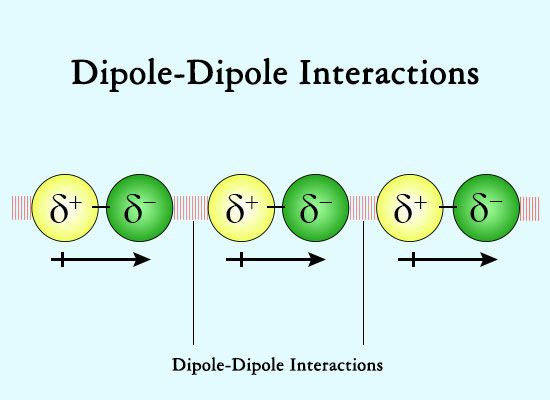 Dipole-Dipole Interactions
δ+ δ− δ+ δ− δ+ δ−
Dipole-Dipole Interactions